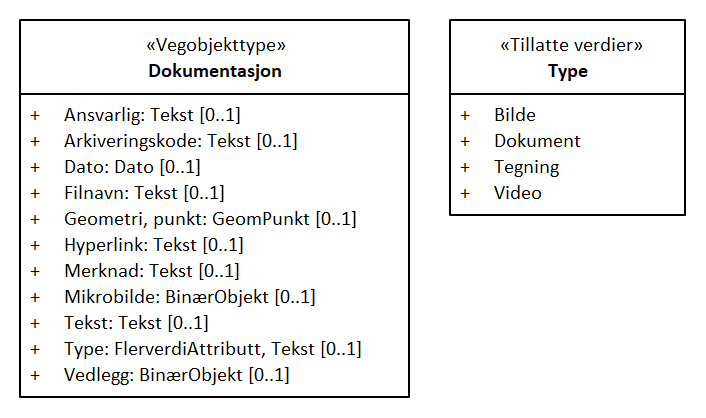 «Vegobjekttype»
Dokumentasjon
+ Ansvarlig: Tekst [0..1]
+ Arkiveringskode: Tekst [0..1]
+ Dato: Dato [0..1]
+ Filnavn: Tekst [0..1]
+ Geometri, punkt: GeomPunkt [0..1]
+ Hyperlink: Tekst [0..1]
+ Merknad: Tekst [0..1]
+ Mikrobilde: BinærObjekt [0..1]
+ Tekst: Tekst [0..1]
+ Type: FlerverdiAttributt, Tekst [0..1]
+ Vedlegg: BinærObjekt [0..1]
«Tillatte verdier»
Type
+ Bilde
+ Dokument
+ Tegning
+ Video